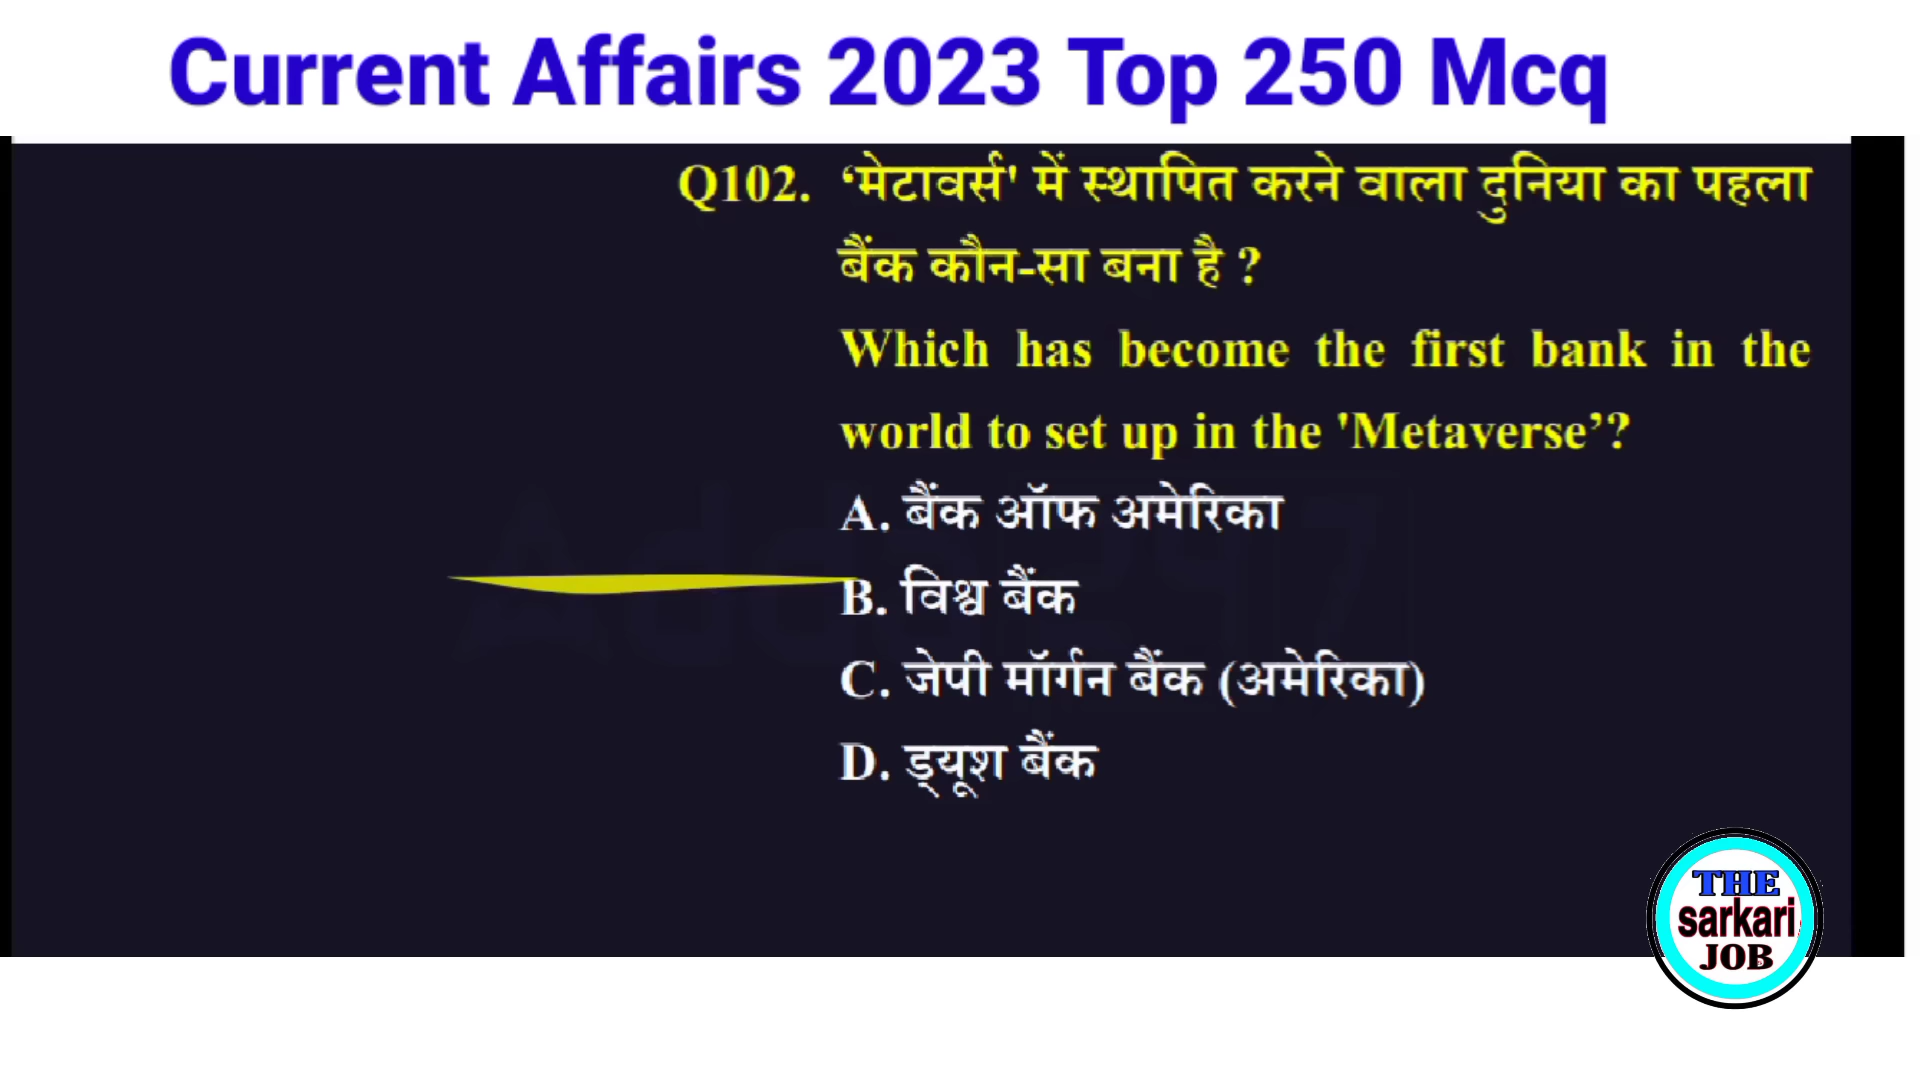 Current Affairs 2023 Top 250 Mcq
Q102. ‘मेटावर्स' में स्थापित करने वाला दुनिया का पहला
बैंक कौन-सा बना है ?
Which has become the first bank in the
world to set up in the 'Metaverse’?
A. बैंक ऑफ अमेरिका
B. विश्व बैंक
C. जेपी मॉर्गन बैंक (अमेरिका)
D. ड्यूश बैंक
THE
sarkari
JOB